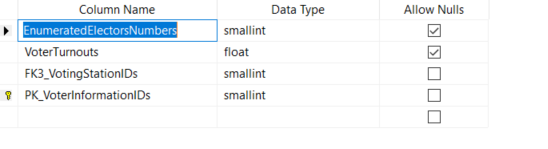 Column Name Data Type Allow Nulls
EnumeratedElectorsNumbers smallint
VoterTurnouts float
FK3_VotingStationIDs smallint
PK_VoterInformationIDs smallint